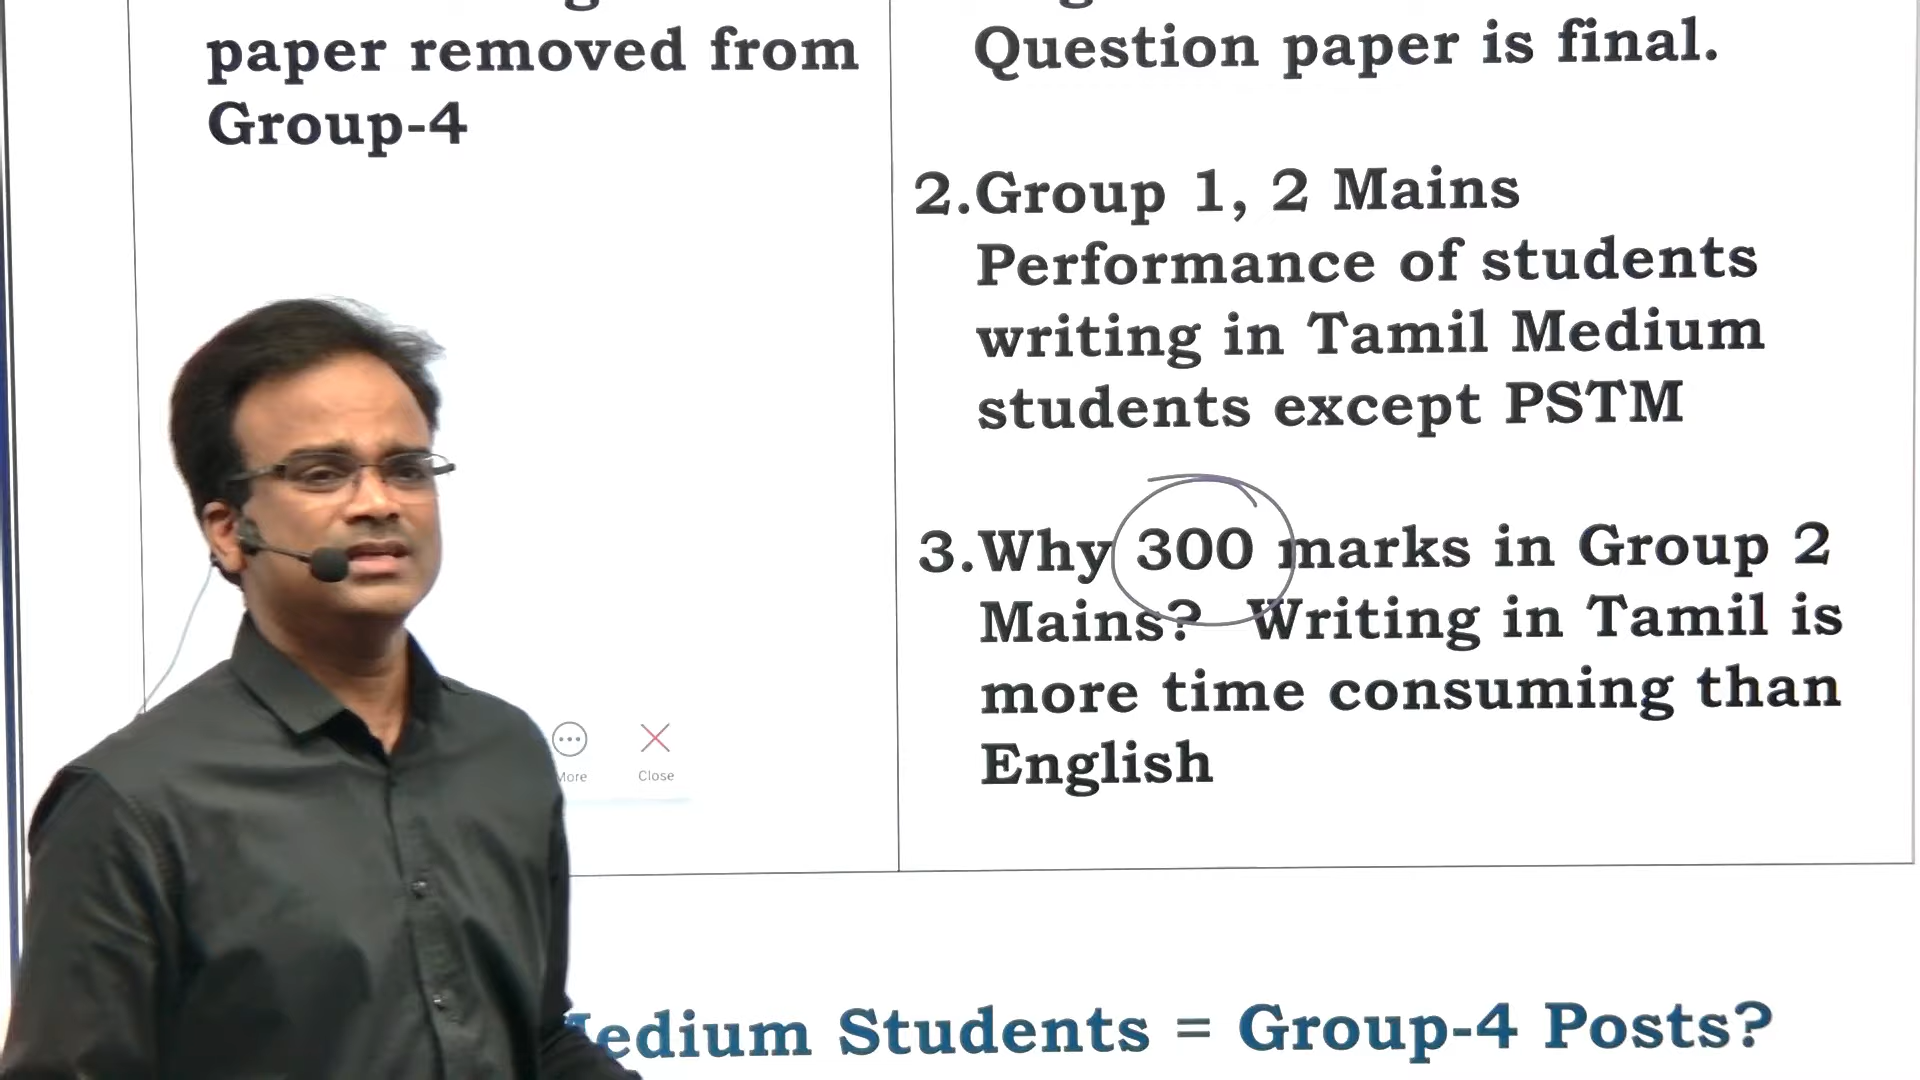 paper removed from
Group-4
Question paper is final.
2.Group 1, 2 Mains
Performance of students
writing in Tamil Medium
students except PSTM
3.Why 300 marks in Group 2
Mains? Writing in Tamil is
more time consuming than
English
More
Close
Medium Students = Group-4 Posts?